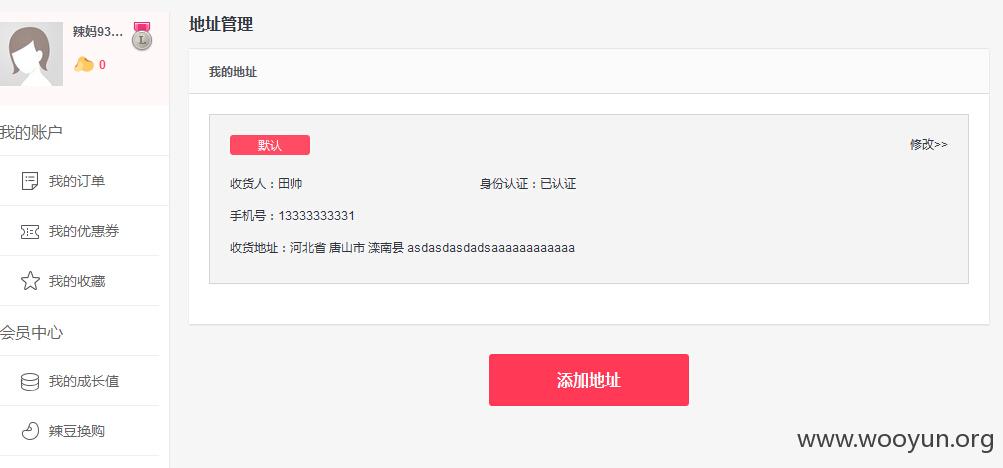 辣妈93...
L
0
我的账户
我的订单
我的优惠券
我的收藏
会员中心
我的成长值
辣豆换购
地址管理
我的地址
默认
修改>>
收货人：田帅 身份认证：已认证
手机号：13333333331
收货地址：河北省 唐山市 滦南县 asdasdasdadsaaaaaaaaaaaa
添加地址
www.wooyun.org